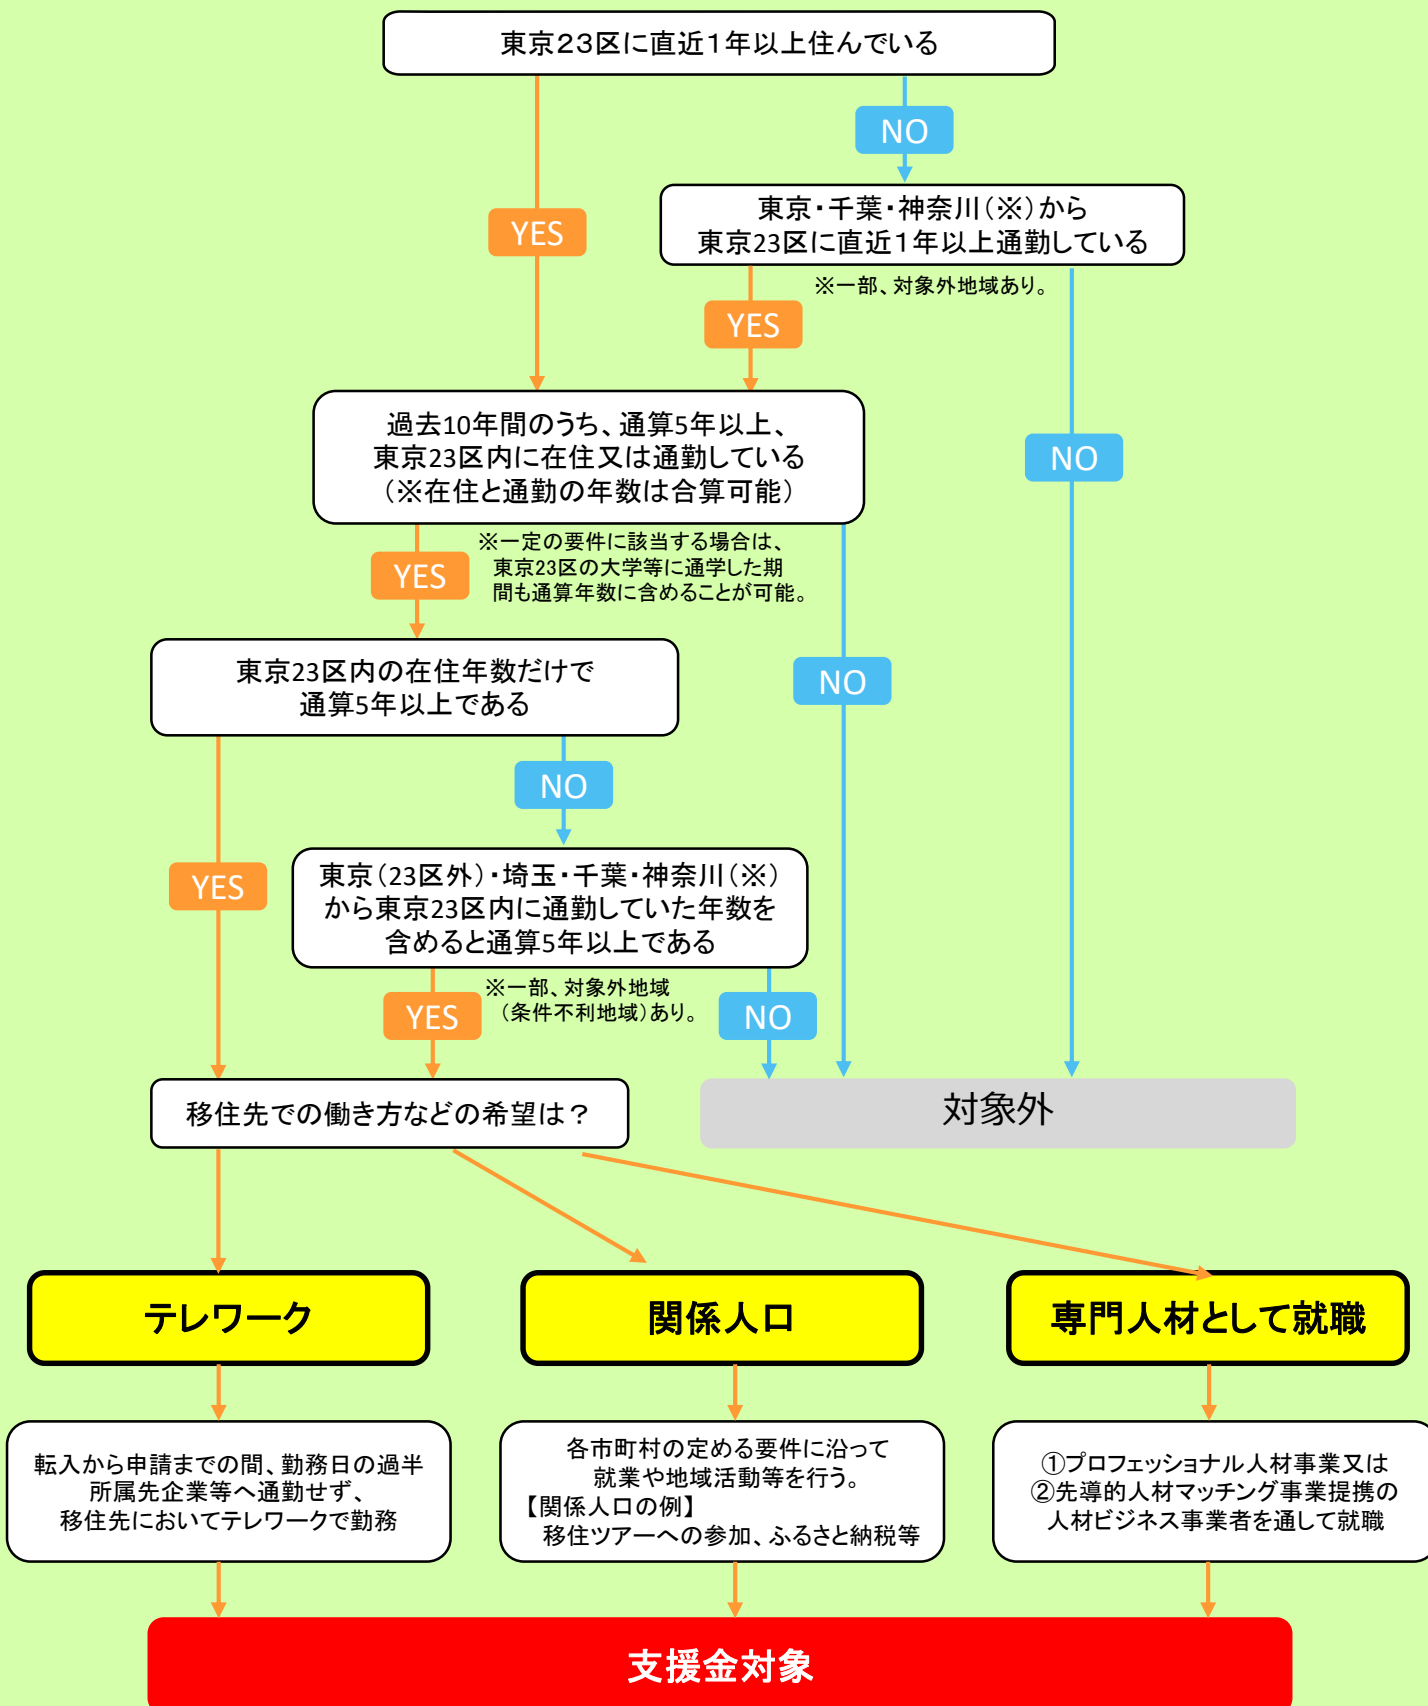 東京23区に直近1年以上住んでいる
NO
YES
東京・千葉・神奈川(※)から
東京23区に直近1年以上通勤している
※一部、対象外地域あり。
YES
過去10年間のうち、通算5年以上、
東京23区内に在住又は通勤している
(※在住と通勤の年数は合算可能)
NO
※一定の要件に該当する場合は、
東京23区の大学等に通学した期
間も通算年数に含めることが可能。
YES
東京23区内の在住年数だけで
通算5年以上である
NO
NO
YES
東京(23区外)・埼玉・千葉・神奈川(※)
から東京23区内に通勤していた年数を
含めると通算5年以上である
※一部、対象外地域
(条件不利地域)あり。
YES
NO
移住先での働き方などの希望は?
対象外
テレワーク
関係人口
専門人材として就職
転入から申請までの間、勤務日の過半
所属先企業等へ通勤せず、
移住先においてテレワークで勤務
各市町村の定める要件に沿って
就業や地域活動等を行う。
【関係人口の例】
移住ツアーへの参加、ふるさと納税等
①プロフェッショナル人材事業又は
②先導的人材マッチング事業提携の
人材ビジネス事業者を通して就職
支援金対象